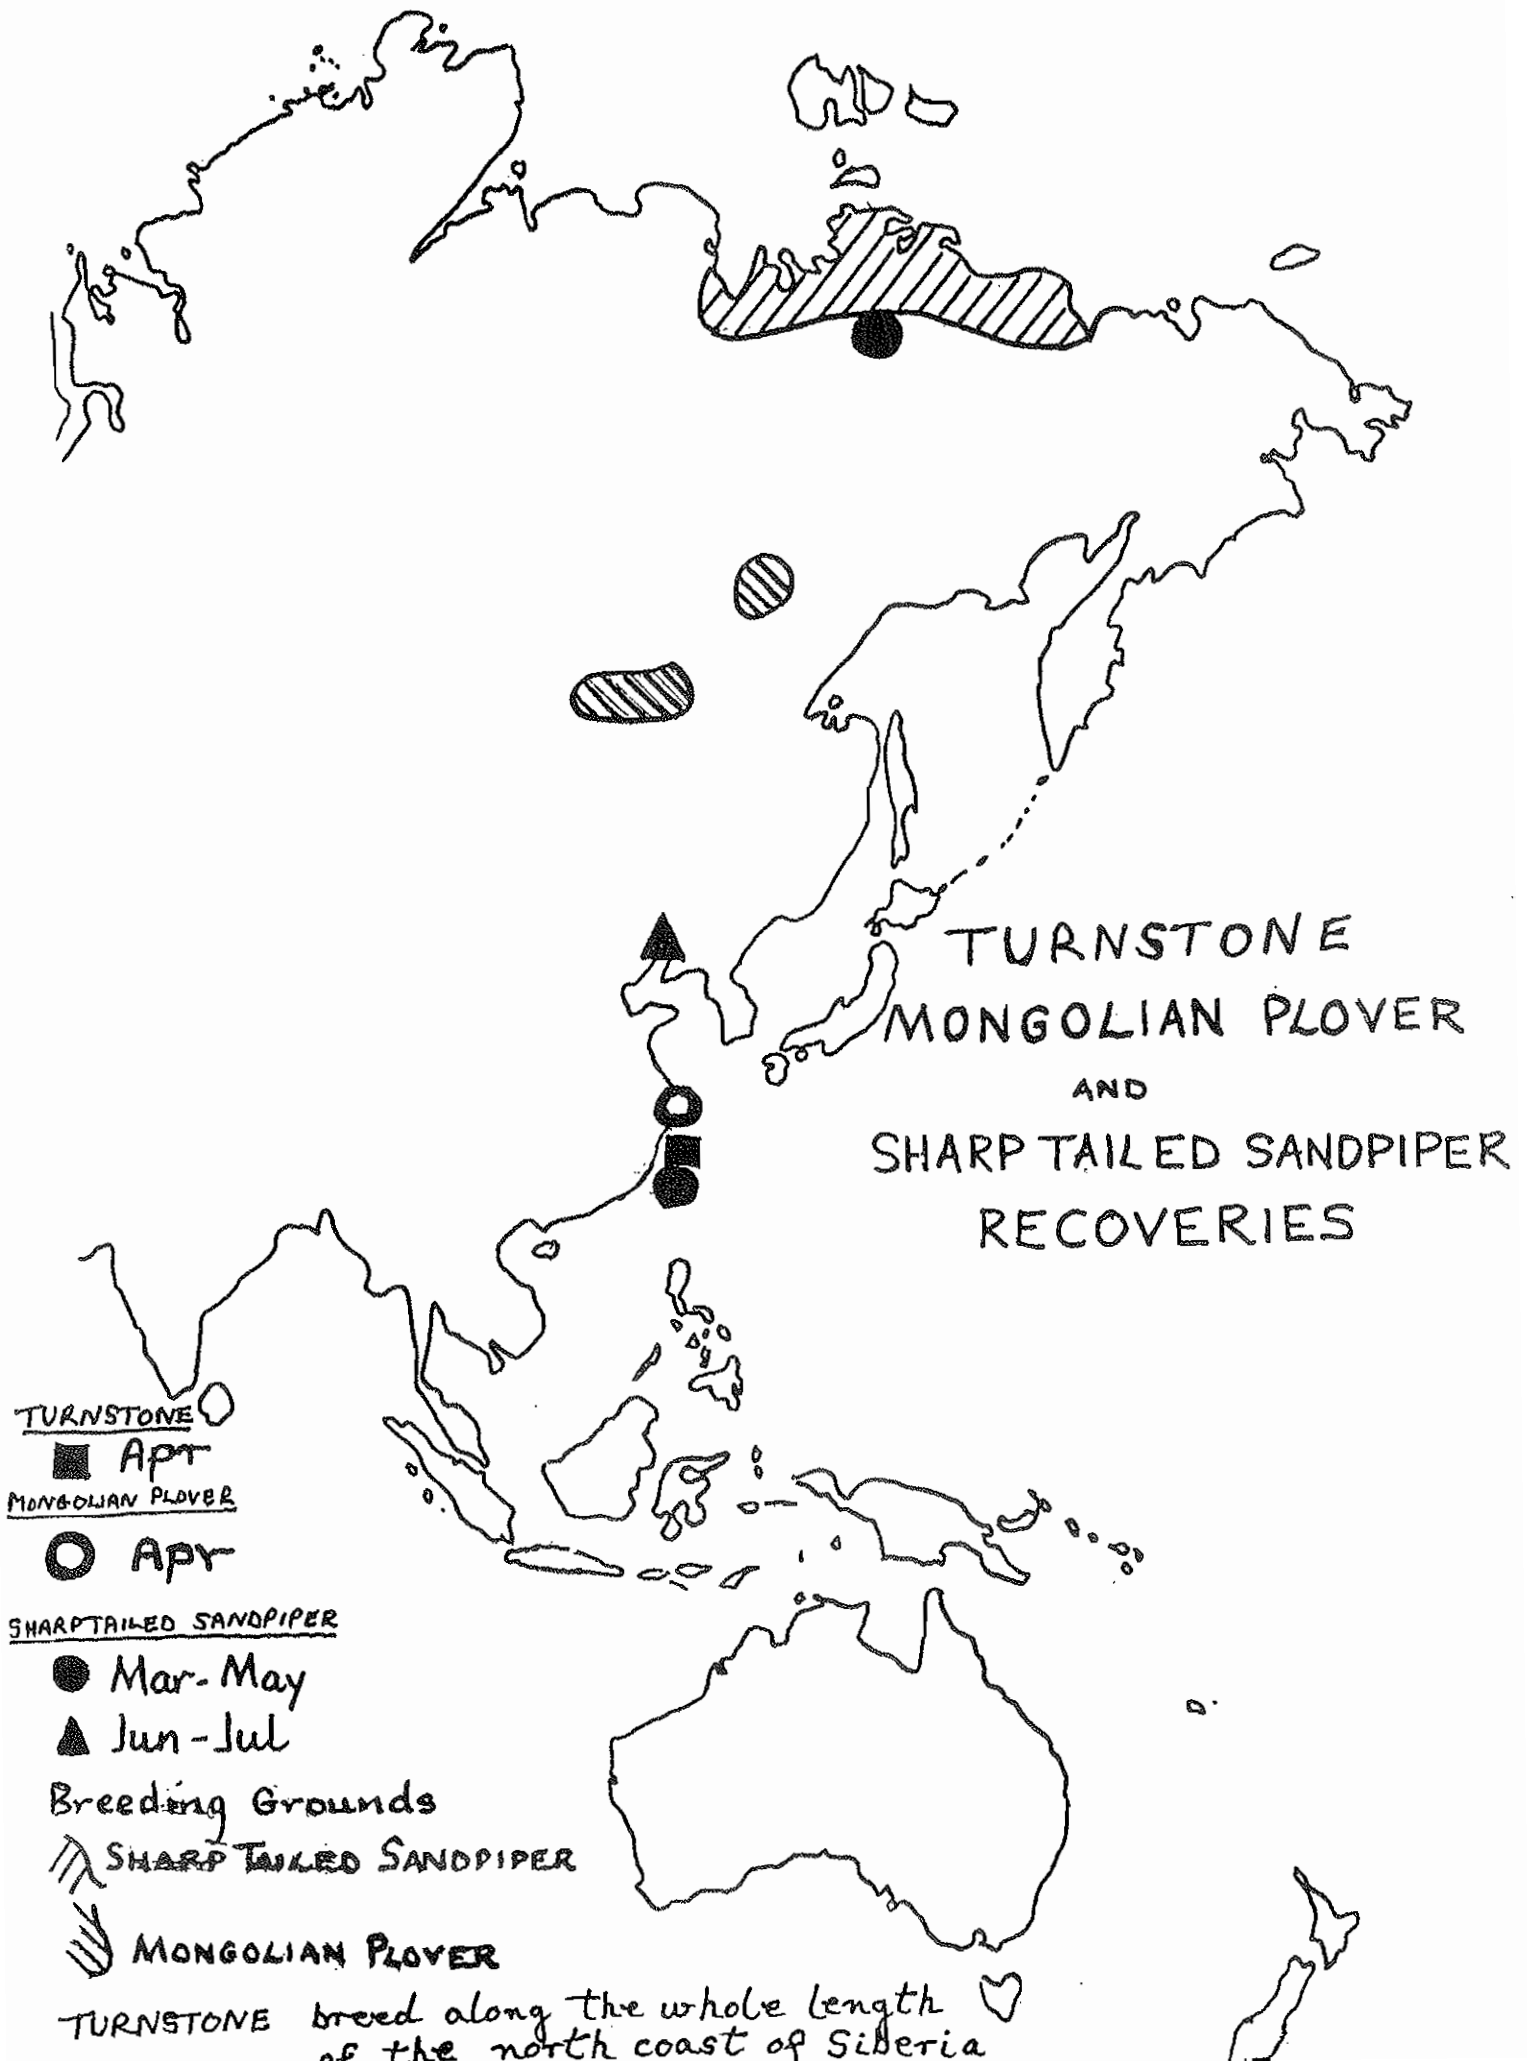 TURNSTONE
MONGOLIAN PLOVER
AND
SHARP TAILED SANDPIPER
RECOVERIES
TURNSTONE
Apr
MONGOLIAN PLOVER
Apr
SHARPTAILED SANDPIPER
Mar-May
Jun-Jul
Breeding Grounds
SHARP TAILED SANDPIPER
MONGOLIAN PLOVER
TURNSTONE breed along the whole length
of the north coast of Siberia